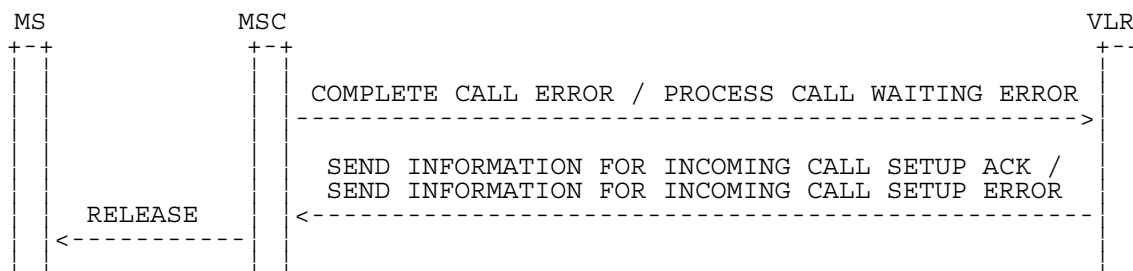 MS MSC VLR
COMPLETE CALL ERROR / PROCESS CALL WAITING ERROR
SEND INFORMATION FOR INCOMING CALL SETUP ACK /
SEND INFORMATION FOR INCOMING CALL SETUP ERROR
RELEASE